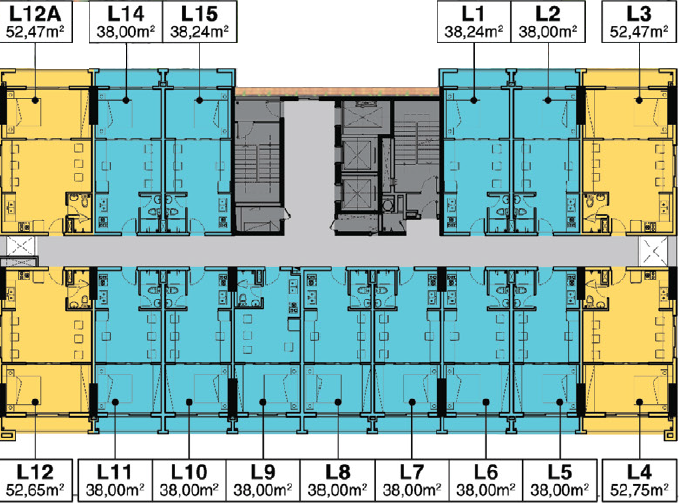 L12A
52,47m²
L14
38,00m²
L15
38,24m²
L1
38,24m²
L2
38,00m²
L3
52,47m²
L12
52,65m²
L11
38,00m²
L10
38,00m²
L9
38,00m²
L8
38,00m²
L7
38,00m²
L6
38,00m²
L5
38,00m²
L4
52,75m²